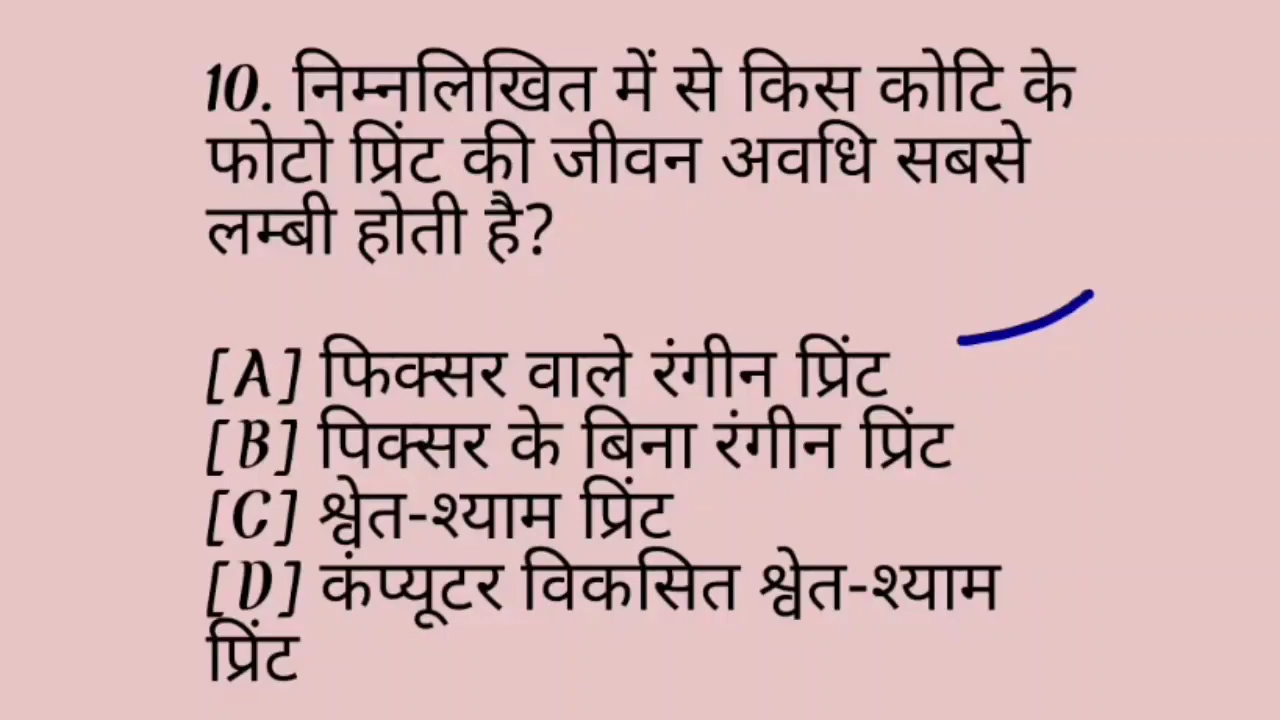 10. निम्नलिखित में से किस कोटि के
फोटो प्रिंट की जीवन अवधि सबसे
लम्बी होती है?
[A] फिक्सर वाले रंगीन प्रिंट
[B] पिक्सर के बिना रंगीन प्रिंट
[C] श्वेत-श्याम प्रिंट
[D] कंप्यूटर विकसित श्वेत-श्याम
प्रिंट